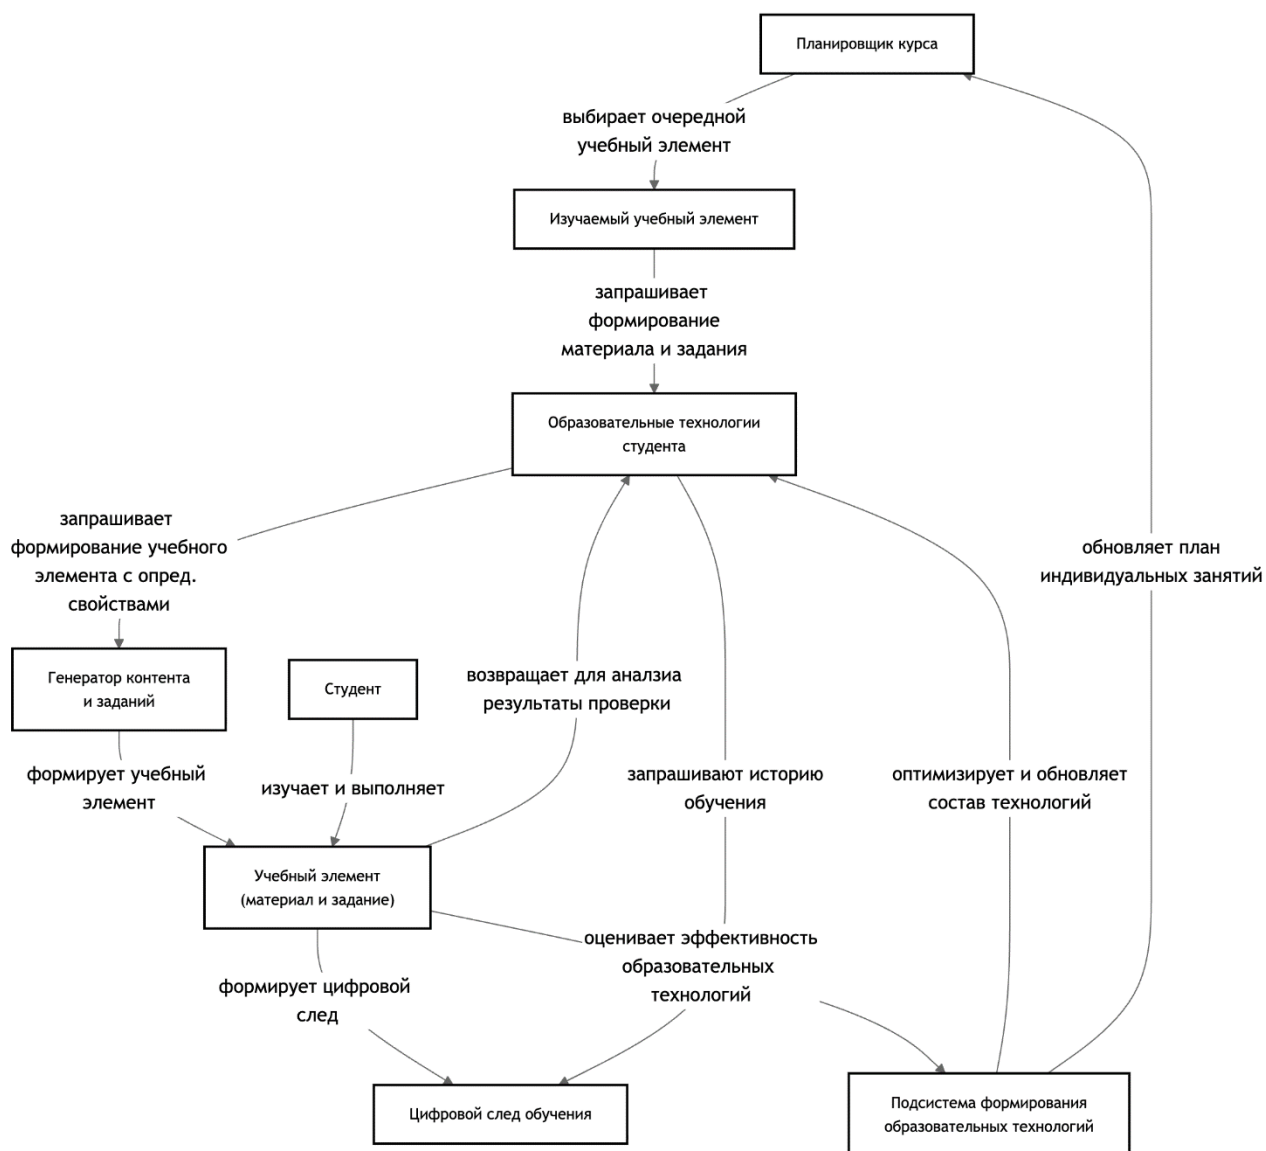 Планировщик курса
выбирает очередной
учебный элемент
Изучаемый учебный элемент
запрашивает
формирование
материала и задания
Образовательные технологии
студента
запрашивает
формирование учебного
элемента с опред.
свойствами
обновляет план
индивидуальных занятий
Генератор контента
и заданий
Студент
возвращает для аналзиа
результаты проверки
формирует учебный
элемент
изучает и выполняет
запрашивают историю
обучения
оптимизирует и обновляет
состав технологий
Учебный элемент
(материал и задание)
оценивает эффективность
образовательных
технологий
формирует цифровой
след
Цифровой след обучения
Подсистема формирования
образовательных технологий